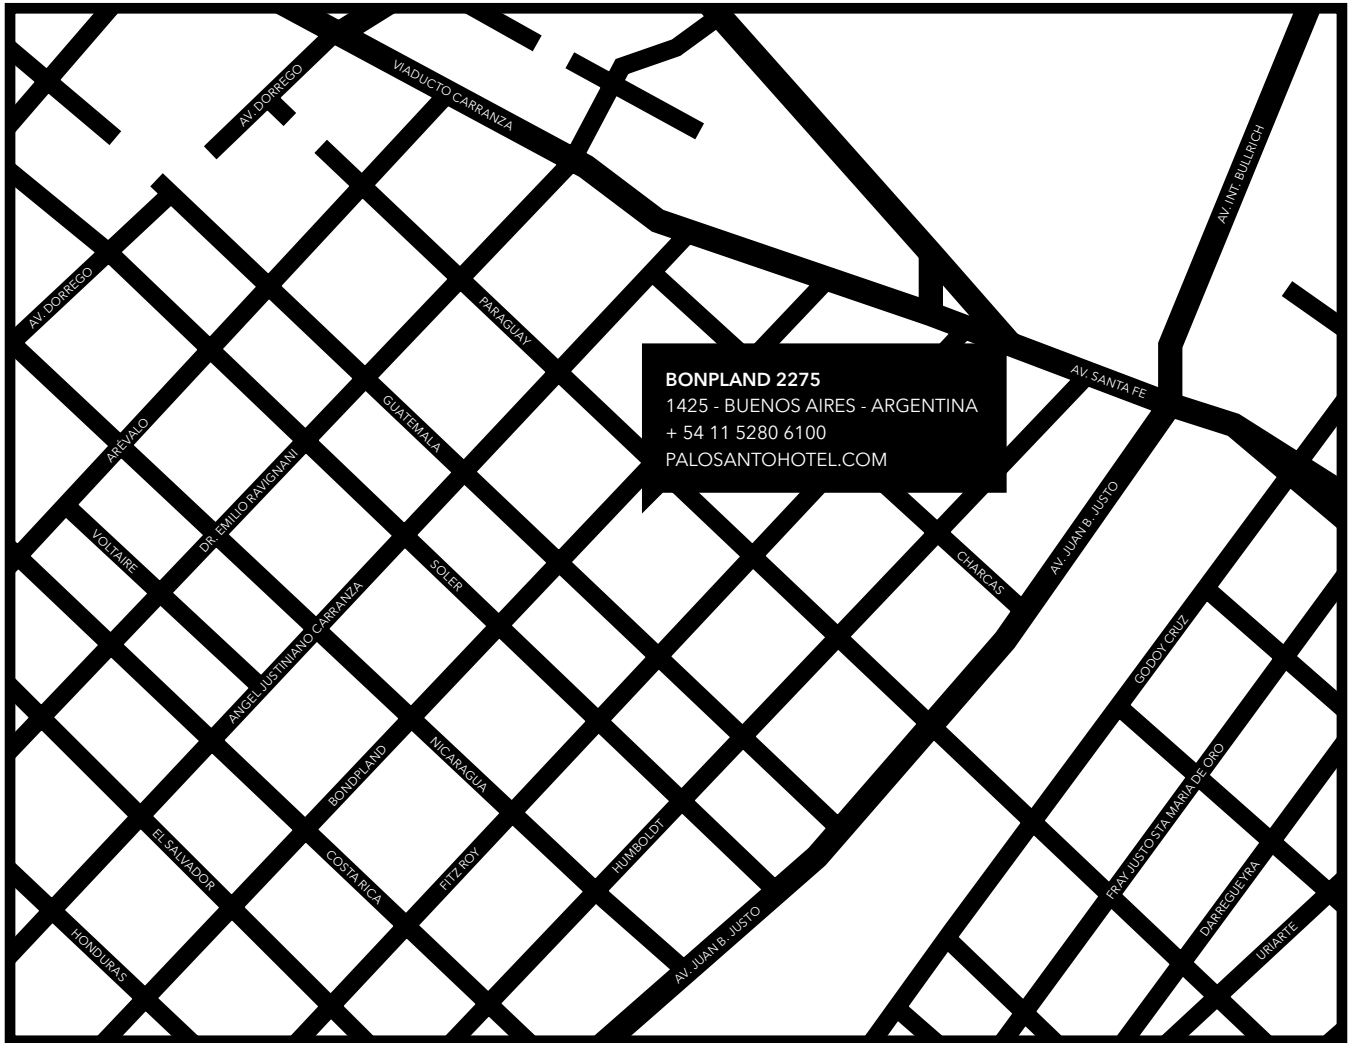 VIADUCTO CARRANZA
AV. DORREGO
AV. INT. BULLRICH
AV. DORREGO
PARAGUAY
BONPLAND 2275
1425 - BUENOS AIRES - ARGENTINA
+ 54 11 5280 6100
PALOSANTOHOTEL.COM
AV. SANTA FE
GUATEMALA
ARÉVALO
DR. EMILIO RAVIGNANI
VOLTAIRE
SOLER
AV. JUAN B. JUSTO
CHARCAS
ANGEL JUSTINIANO CARRANZA
GODOY CRUZ
BONDPLAND
NICARAGUA
FRAY JUSTO STA MARIA DE ORO
EL SALVADOR
COSTA RICA
FITZ ROY
HUMBOLDT
DARREGUEYRA
HONDURAS
AV. JUAN B. JUSTO
URIARTE